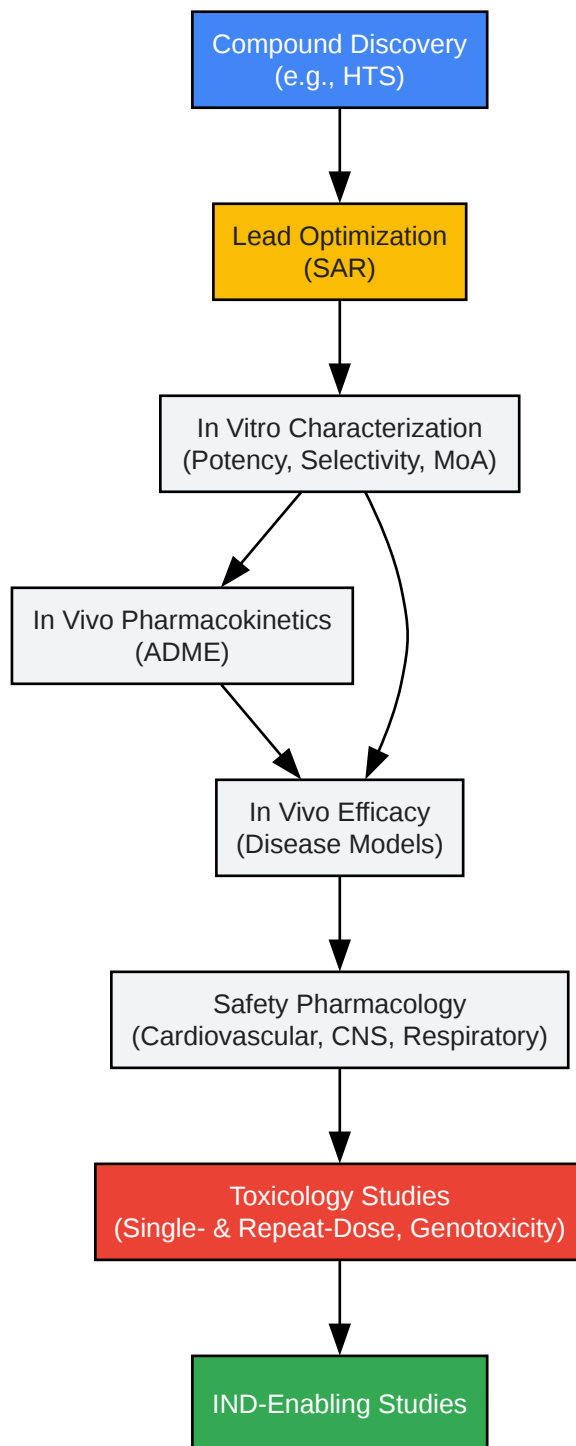 Compound Discovery
(e.g., HTS)
Lead Optimization
(SAR)
In Vitro Characterization
(Potency, Selectivity, MoA)
In Vivo Pharmacokinetics
(ADME)
In Vivo Efficacy
(Disease Models)
Safety Pharmacology
(Cardiovascular, CNS, Respiratory)
Toxicology Studies
(Single- & Repeat-Dose, Genotoxicity)
IND-Enabling Studies